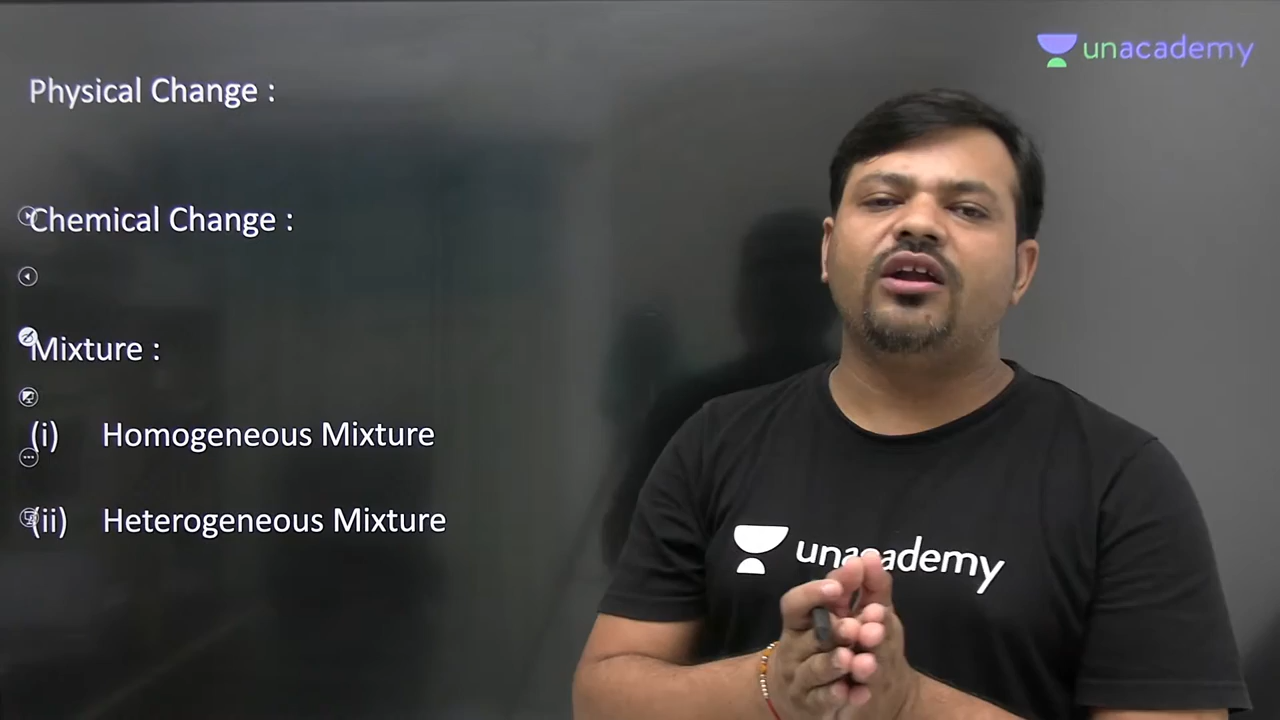 unacademy
Physical Change :
Chemical Change :
Mixture :
(i) Homogeneous Mixture
(ii) Heterogeneous Mixture
unacademy